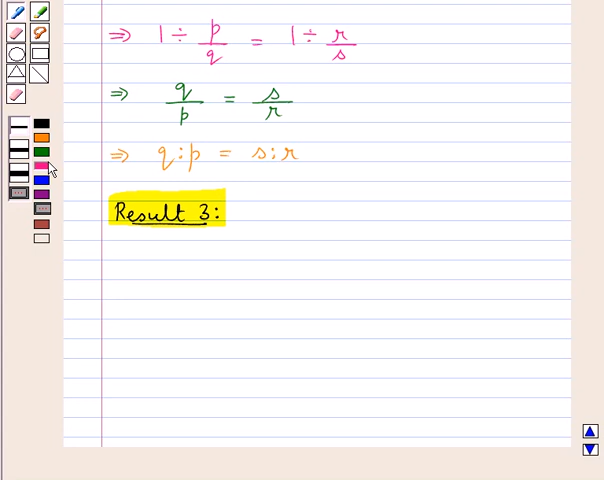 ⇒ 1 ÷ p/q = 1 ÷ r/s
⇒ q/p = s/r
⇒ q : p = s : r
Result 3: